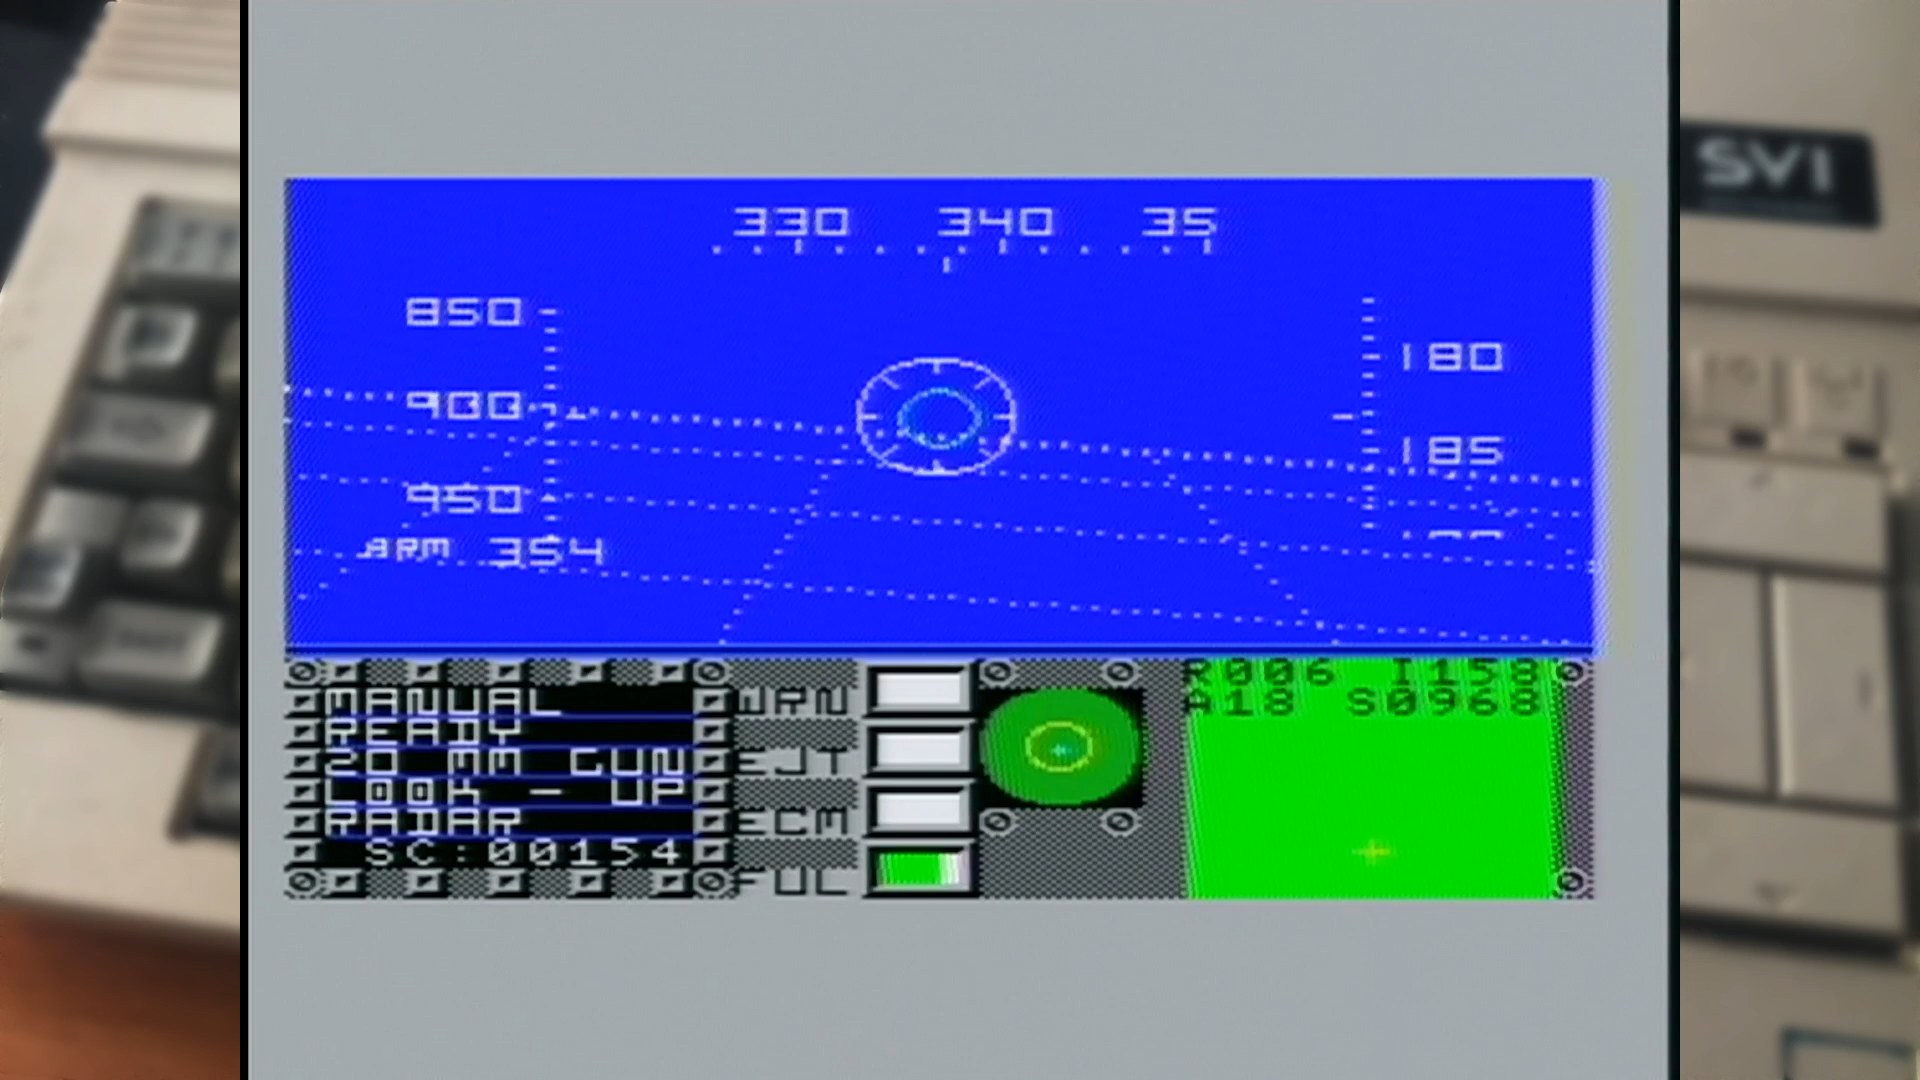 330 340 35
850
180
900
185
950
ARM 354
MANUAL
READY
20 MM GUN
LOOK - UP
RADAR
SC:00154
WRN
EJT
ECM
FUL
R006 I158
A18 S0968
SVI